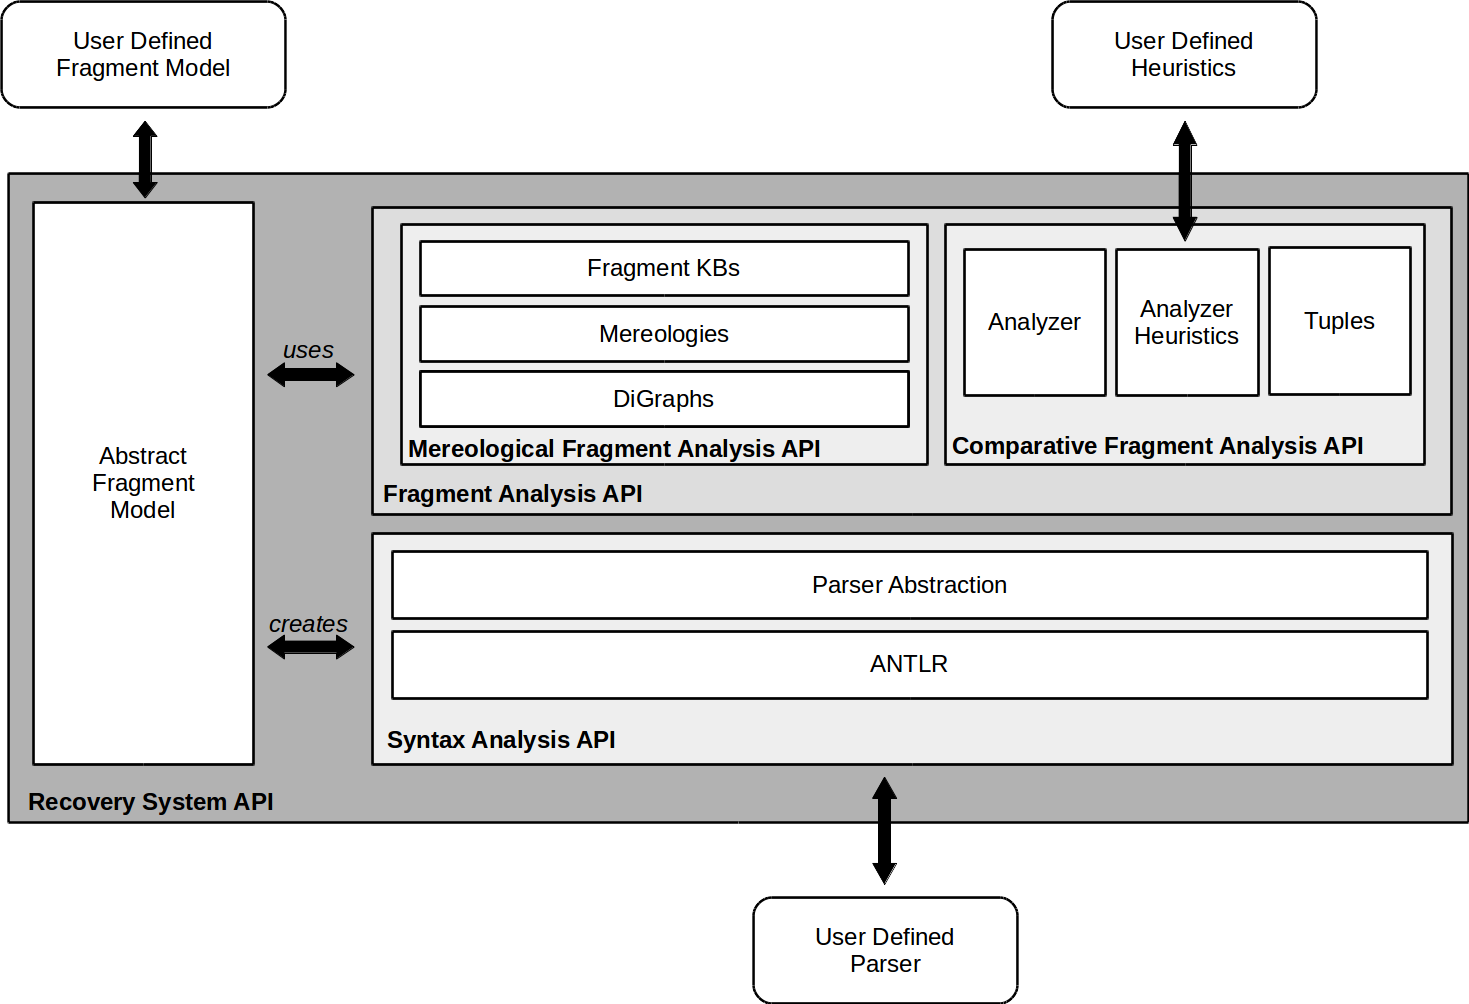 User Defined
Fragment Model
User Defined
Heuristics
Fragment KBs
Mereologies
DiGraphs
Mereological Fragment Analysis API
Analyzer
Analyzer
Heuristics
Tuples
Comparative Fragment Analysis API
Fragment Analysis API
uses
Abstract
Fragment
Model
creates
Parser Abstraction
ANTLR
Syntax Analysis API
Recovery System API
User Defined
Parser